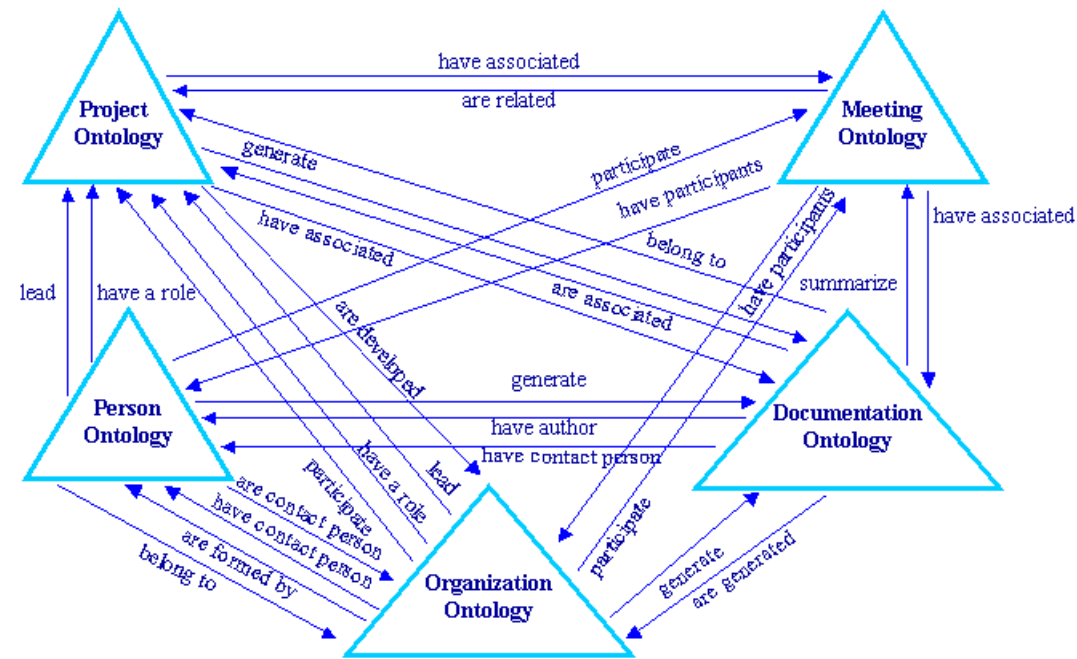 have associated
are related
Project
Ontology
Meeting
Ontology
generate
participate
have participants
have associated
have associated
belong to
have participants
summarize
are associated
lead
have a role
are developed
generate
Person
Ontology
Documentation
Ontology
have author
have contact person
lead
have a role
participate
are contact person
have contact person
are formed by
belong to
participate
Organization
Ontology
generate
are generated